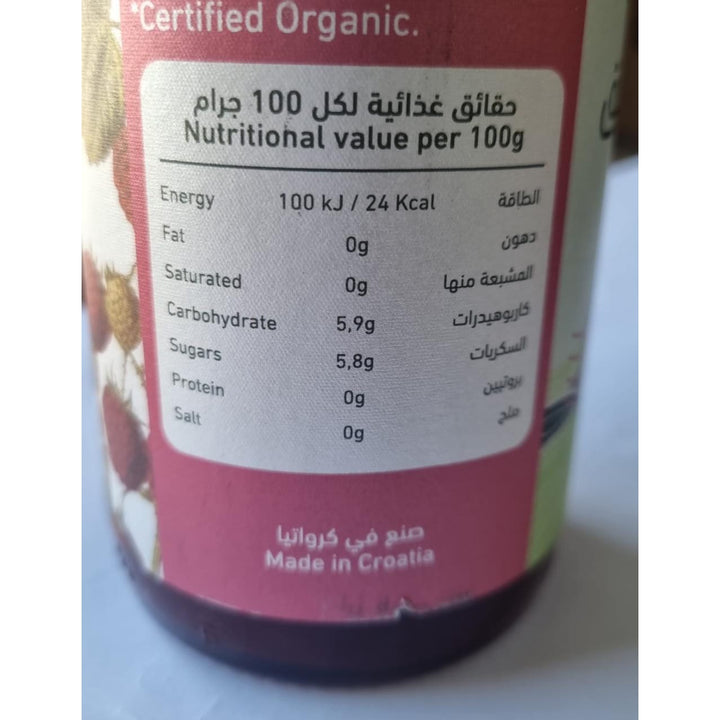 *Certified Organic.
حقائق غذائية لكل 100 جرام
Nutritional value per 100g
Energy 100 kJ / 24 Kcal الطاقة
Fat 0g دهون
Saturated 0g المشبعة منها
Carbohydrate 5,9g كاربوهيدرات
Sugars 5,8g السكريات
Protein 0g بروتيين
Salt 0g ملح
صنع في كرواتيا
Made in Croatia